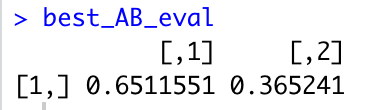 > best_AB_eval
[,1] [,2]
[1,] 0.6511551 0.365241